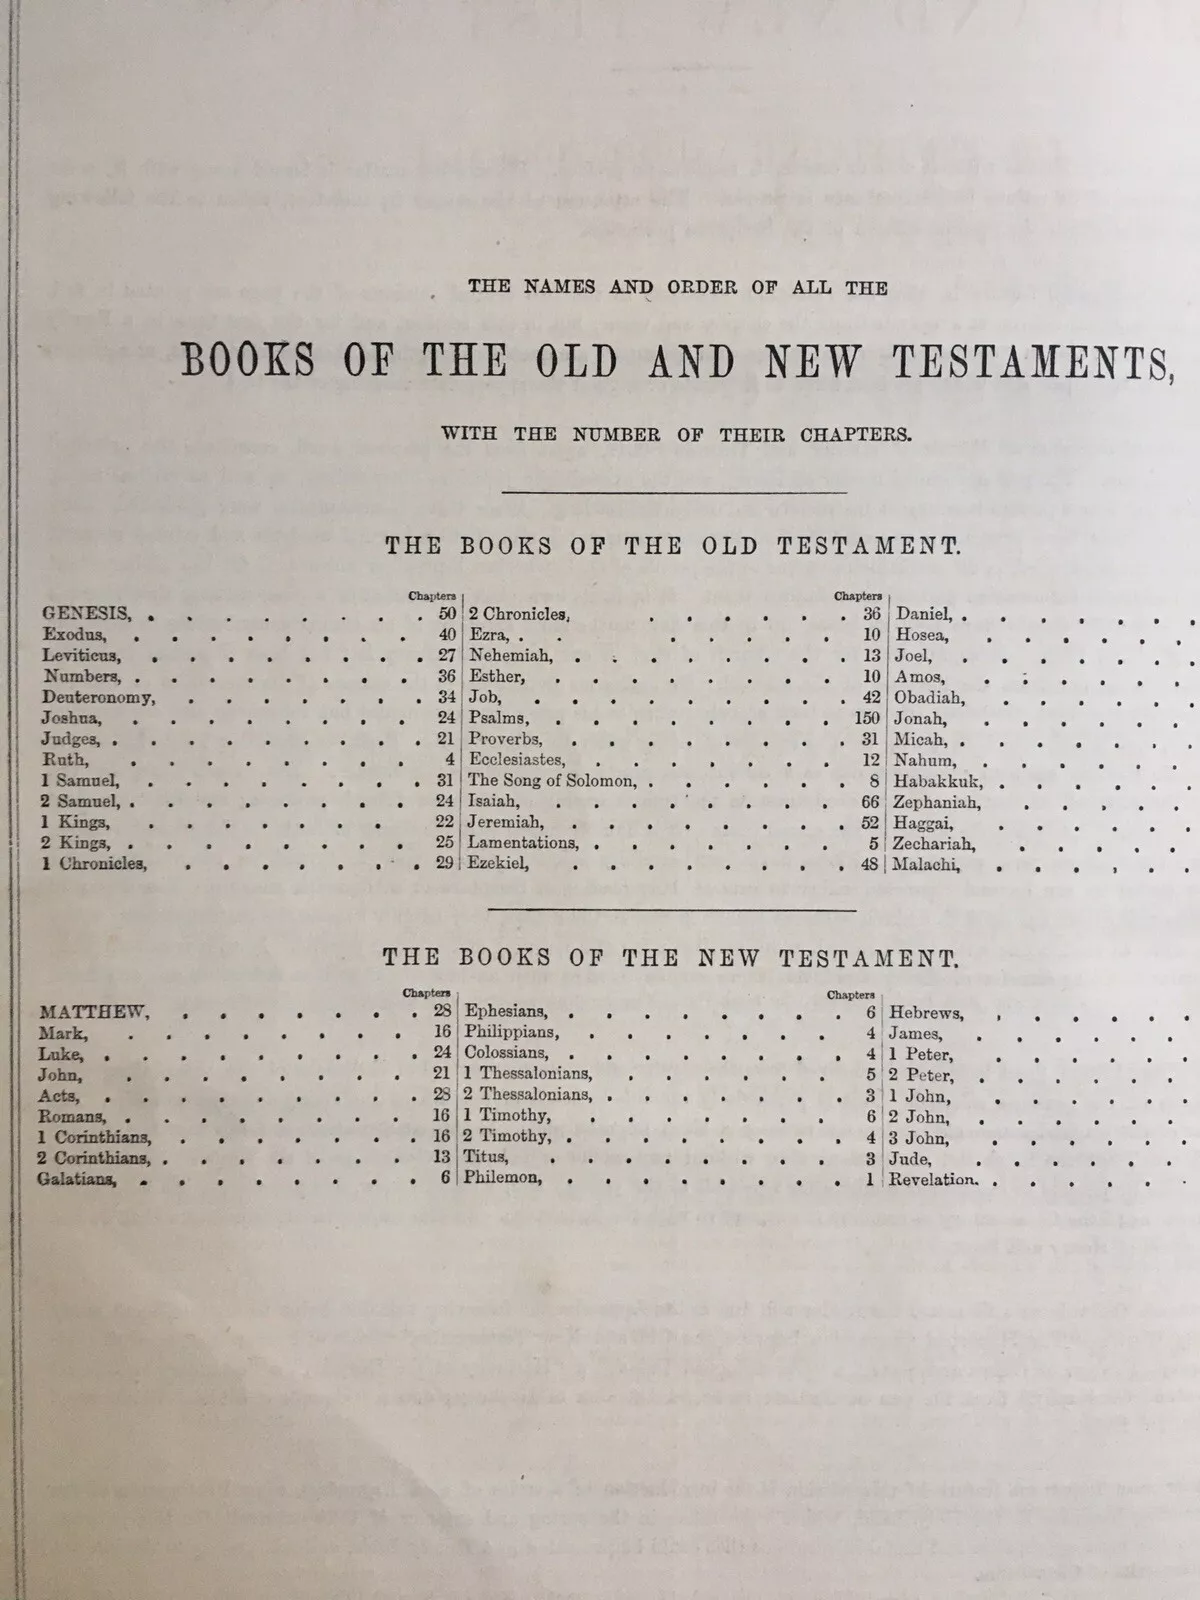 THE NAMES AND ORDER OF ALL THE
BOOKS OF THE OLD AND NEW TESTAMENTS,
WITH THE NUMBER OF THEIR CHAPTERS.
THE BOOKS OF THE OLD TESTAMENT.
Chapters
GENESIS, . . . . . . . . 50
Exodus, . . . . . . . . 40
Leviticus, . . . . . . . . 27
Numbers, . . . . . . . . 36
Deuteronomy, . . . . . . . 34
Joshua, . . . . . . . . 24
Judges, . . . . . . . . . 21
Ruth, . . . . . . . . 4
1 Samuel, . . . . . . . . 31
2 Samuel, . . . . . . . . 24
1 Kings, . . . . . . . 22
2 Kings, . . . . . . . . 25
1 Chronicles, . . . . . . . 29
Chapters
2 Chronicles, . . . . . . 36
Ezra, . . . . . . . 10
Nehemiah, . . . . . . . . 13
Esther, . . . . . . . . 10
Job, . . . . . . . . 42
Psalms, . . . . . . . . 150
Proverbs, . . . . . . . . 31
Ecclesiastes, . . . . . . . 12
The Song of Solomon, . . . . . . 8
Isaiah, . . . . . . . . 66
Jeremiah, . . . . . . . . 52
Lamentations, . . . . . . . 5
Ezekiel, . . . . . . . . 48
Daniel, . . . . . . .
Hosea, . . . . . .
Joel, . . . . . . .
Amos, . . . . . .
Obadiah, . . . . .
Jonah, . . . . . .
Micah, . . . . . . .
Nahum, . . . . . .
Habakkuk, . . . . . .
Zephaniah, . . . . .
Haggai, . . . . . .
Zechariah, . . . . .
Malachi, . . . . . .
THE BOOKS OF THE NEW TESTAMENT.
Chapters
MATTHEW, . . . . . . . 28
Mark, . . . . . . . . 16
Luke, . . . . . . . . . 24
John, . . . . . . . . 21
Acts, . . . . . . . . . 28
Romans, . . . . . . . . 16
1 Corinthians, . . . . . . . 16
2 Corinthians, . . . . . . . 13
Galatians, . . . . . . . . 6
Chapters
Ephesians, . . . . . . . . 6
Philippians, . . . . . . . 4
Colossians, . . . . . . . . 4
1 Thessalonians, . . . . . . 5
2 Thessalonians, . . . . . . . 3
1 Timothy, . . . . . . . 6
2 Timothy, . . . . . . . . 4
Titus, . . . . . . . . 3
Philemon, . . . . . . . . 1
Hebrews, . . . . . .
James, . . . . . .
1 Peter, . . . . . .
2 Peter, . . . . . .
1 John, . . . . . .
2 John, . . . . . .
3 John, . . . . . .
Jude, . . . . . .
Revelation. . . . . . .